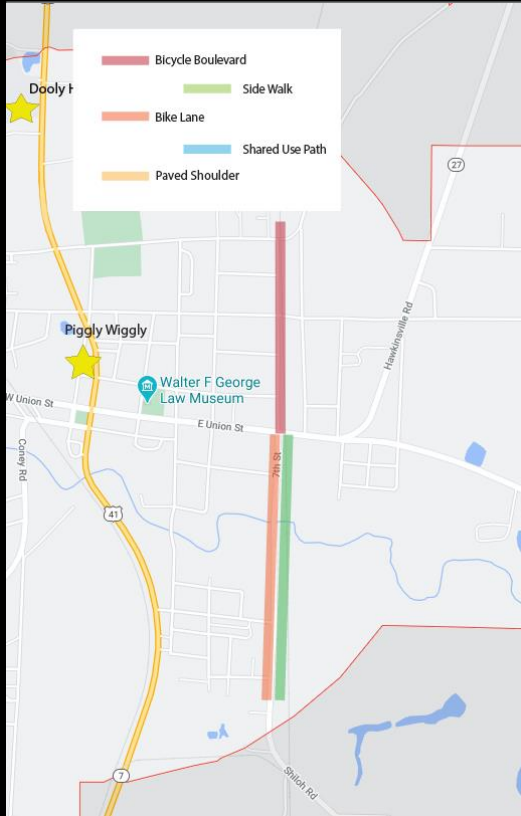 Bicycle Boulevard
Side Walk
Bike Lane
Shared Use Path
Paved Shoulder
Dooly H
27
Hawkinsville Rd
Piggly Wiggly
Walter F George
Law Museum
W Union St
E Union St
7th St
Coney Rd
41
7
Shiloh Rd